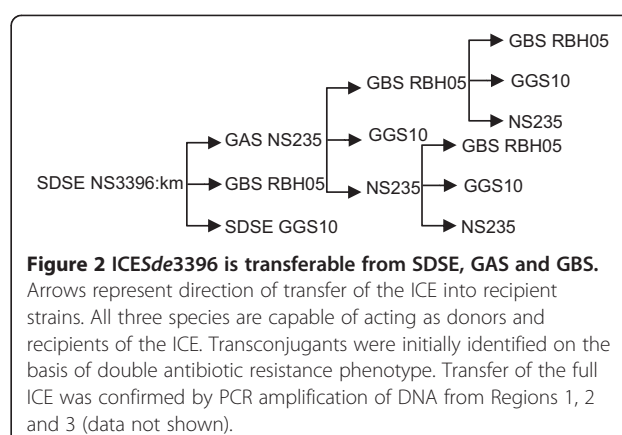 GBS RBH05
GBS RBH05
GGS10
GAS NS235
GGS10
NS235
GBS RBH05
SDSE NS3396:km
GBS RBH05
NS235
GGS10
SDSE GGS10
NS235
Figure 2 ICESde3396 is transferable from SDSE, GAS and GBS.
Arrows represent direction of transfer of the ICE into recipient
strains. All three species are capable of acting as donors and
recipients of the ICE. Transconjugants were initially identified on the
basis of double antibiotic resistance phenotype. Transfer of the full
ICE was confirmed by PCR amplification of DNA from Regions 1, 2
and 3 (data not shown).